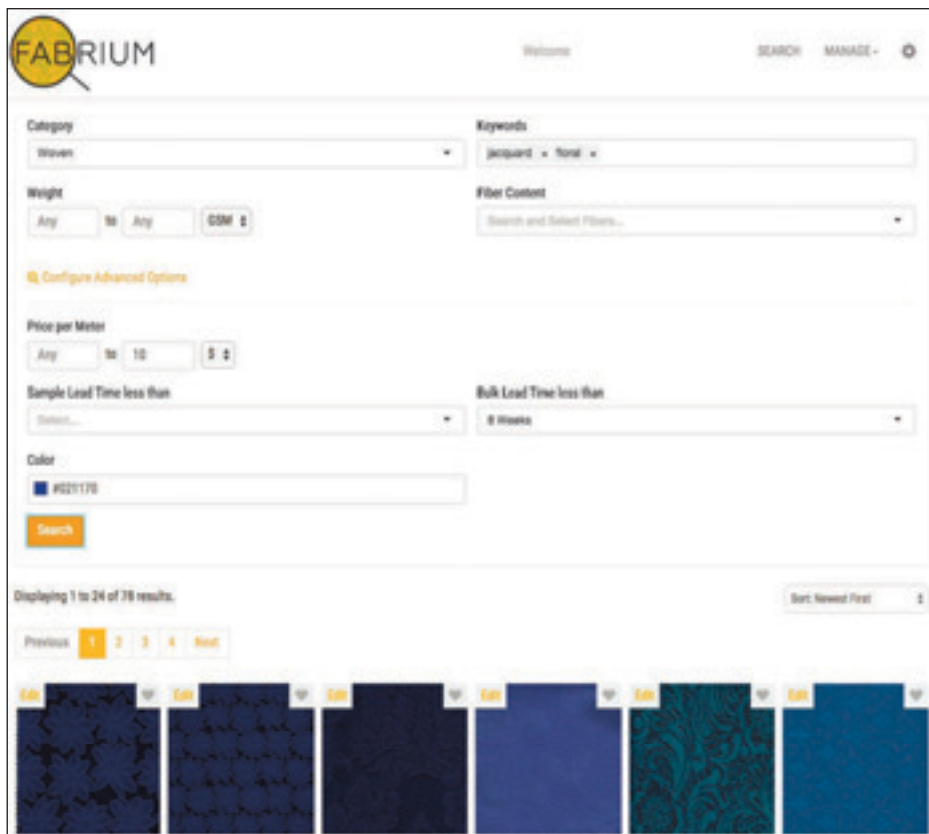 FABRIUM
Welcome
SEARCH MANAGE
Category
Woven
Keywords
jacquard × floral ×
Weight
Any to Any GSM
Fiber Content
Search and Select Fibers...
Configure Advanced Options
Price per Meter
Any to 10 $
Sample Lead Time less than
Select...
Bulk Lead Time less than
8 Weeks
Color
#021170
Search
Displaying 1 to 24 of 78 results.
Sort: Newest First
Previous 1 2 3 4 Next
Edit Edit Edit Edit Edit Edit